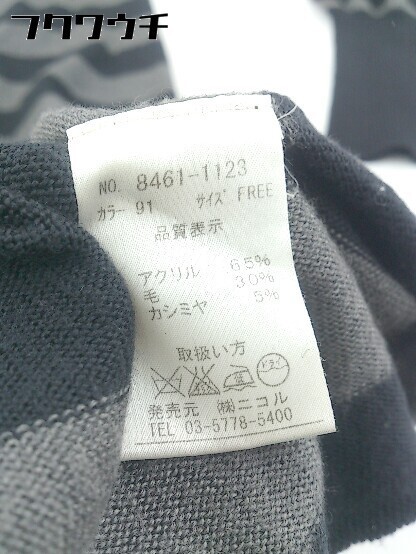 フクワウチ
NO. 8461-1123
カラー 91 サイズ FREE
品質表示
アクリル 65%
毛 30%
カシミヤ 5%
取扱い方
発売元 ㈱ニコル
TEL 03-5778-5400